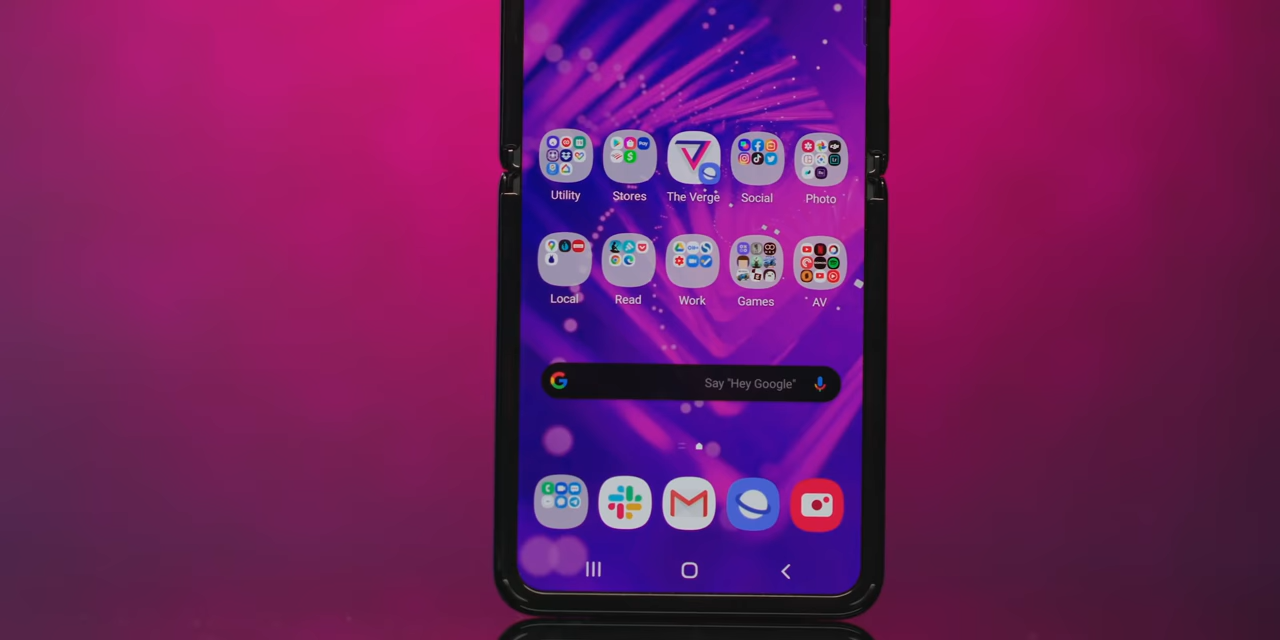 Utility
Stores
The Verge
Social
Photo
Local
Read
Work
Games
AV
Say "Hey Google"